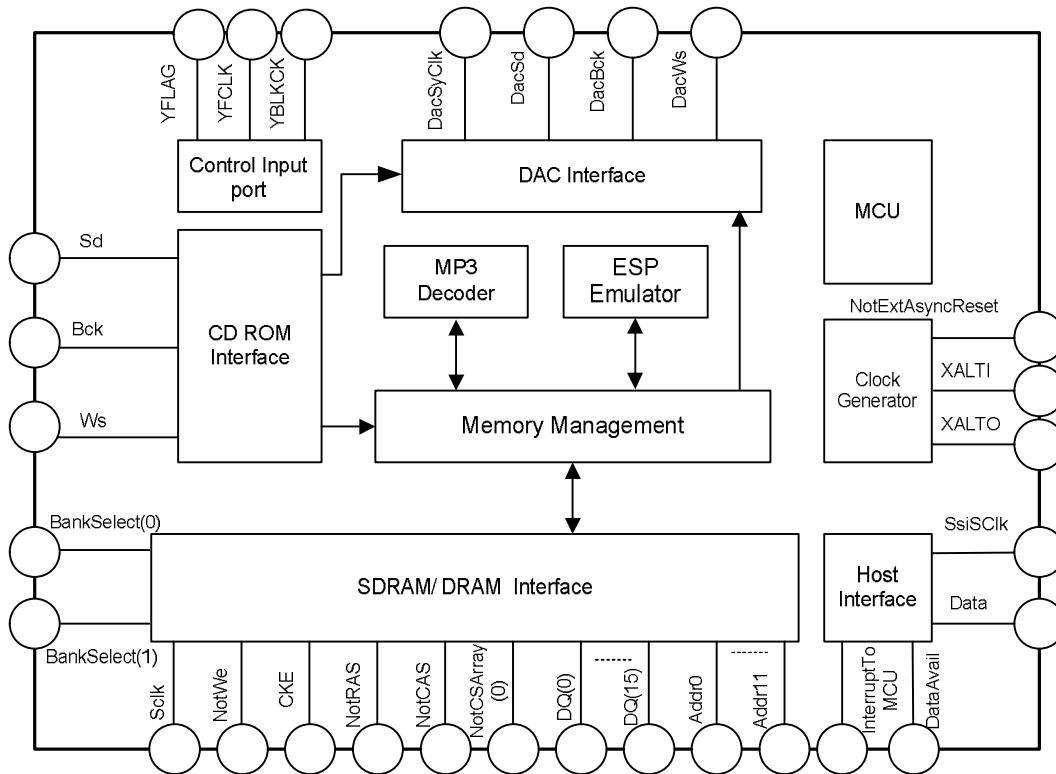 YFLAG
YFCLK
YBLKCK
DacSyClk
DacSd
DacBck
DacWs
Control Input
port
DAC Interface
MCU
Sd
Bck
Ws
CD ROM
Interface
MP3
Decoder
ESP
Emulator
Memory Management
NotExtAsyncReset
XALTI
XALTO
Clock
Generator
BankSelect(0)
BankSelect(1)
SDRAM/ DRAM Interface
Host
Interface
SsiSClk
Data
Sclk
NotWe
CKE
NotRAS
NotCAS
NotCSArray
(0)
DQ(0)
DQ(15)
Addr0
Addr11
InterruptTo
MCU
DataAvail